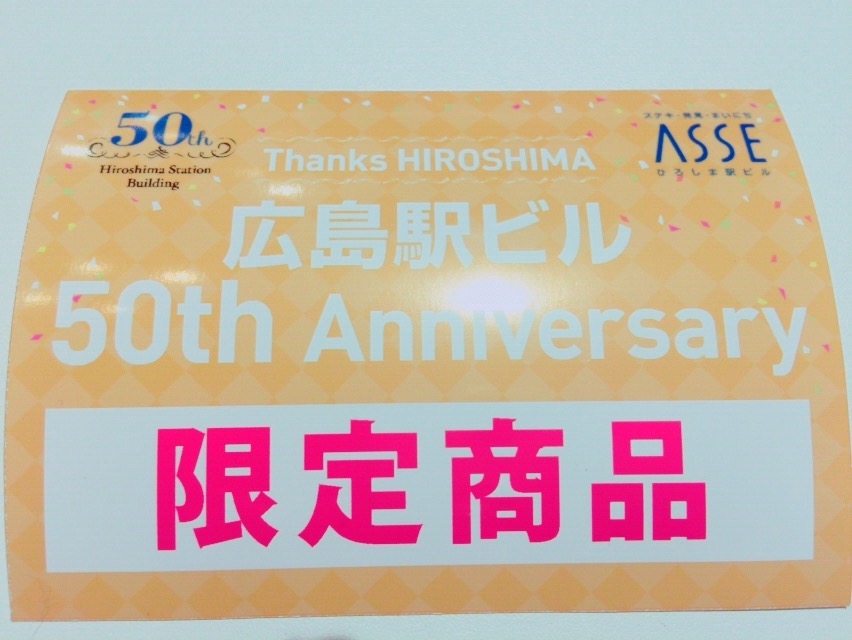 50th
Hiroshima Station
Building
Thanks HIROSHIMA
ステキ・発見・まいにち
ASSE
ひろしま駅ビル
広島駅ビル
50th Anniversary
限定商品